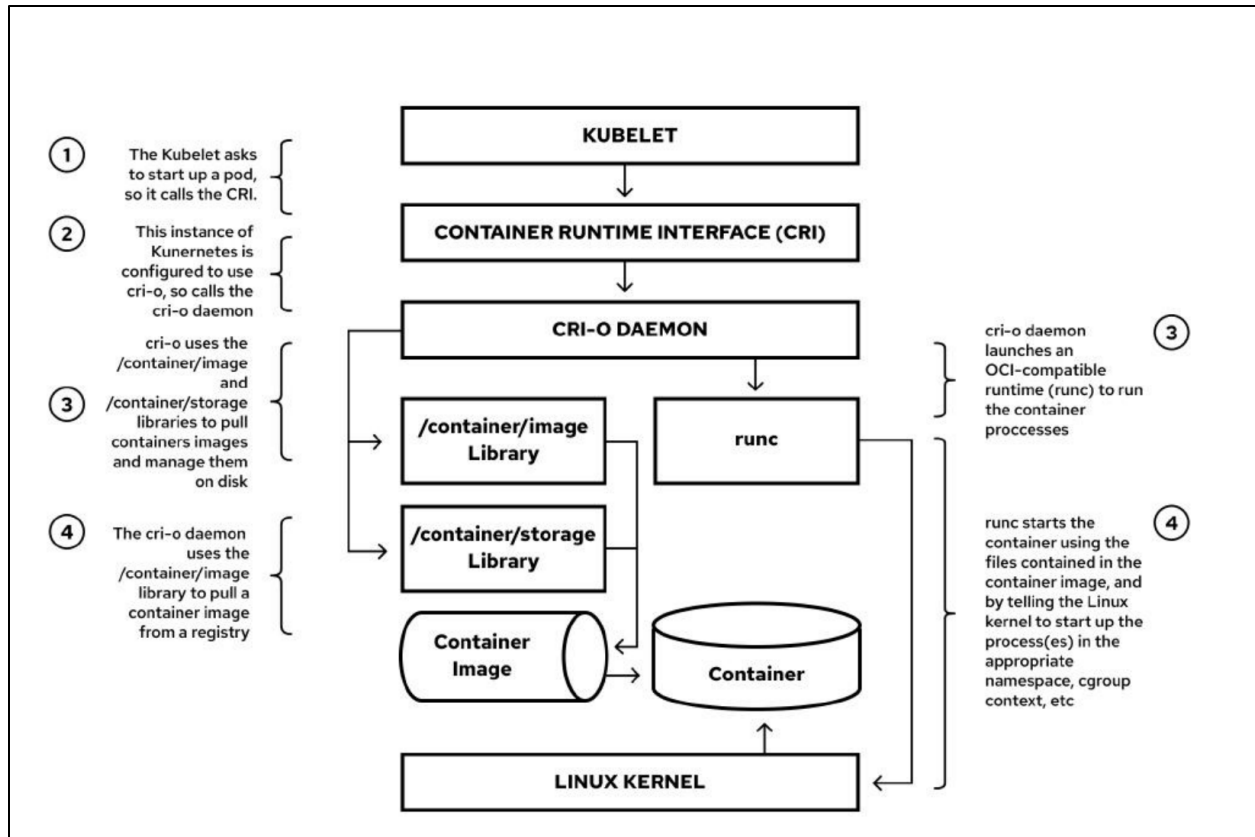 KUBELET
1
The Kubelet asks
to start up a pod,
so it calls the CRI.
CONTAINER RUNTIME INTERFACE (CRI)
2
This instance of
Kunernetes is
configured to use
cri-o, so calls the
cri-o daemon
CRI-O DAEMON
3
cri-o uses the
/container/image
and
/container/storage
libraries to pull
containers images
and manage them
on disk
cri-o daemon
launches an
OCI-compatible
runtime (runc) to run
the container
proccesses
3
/container/image
Library
runc
/container/storage
Library
4
The cri-o daemon
uses the
/container/image
library to pull a
container image
from a registry
runc starts the
container using the
files contained in the
container image, and
by telling the Linux
kernel to start up the
process(es) in the
appropriate
namespace, cgroup
context, etc
4
Container
Image
Container
LINUX KERNEL